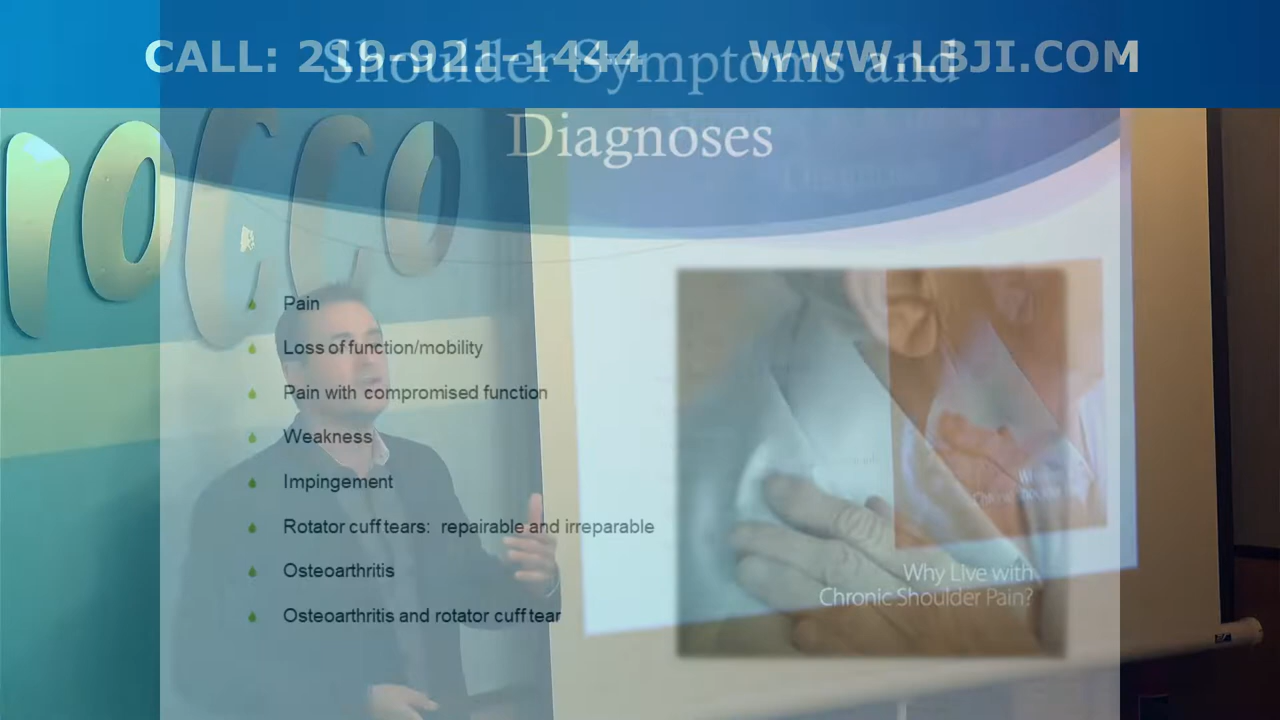 CALL: 219-921-1444 WWW.LBJI.COM
Shoulder Symptoms and
Diagnoses
rocco
Pain
Loss of function/mobility
Pain with compromised function
Weakness
Impingement
Rotator cuff tears: repairable and irreparable
Osteoarthritis
Osteoarthritis and rotator cuff tear
Why Live with
Chronic Shoulder Pain?